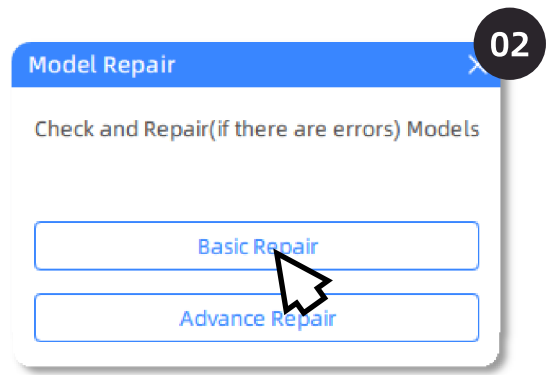 02
Model Repair
Check and Repair(if there are errors) Models
Basic Repair
Advance Repair